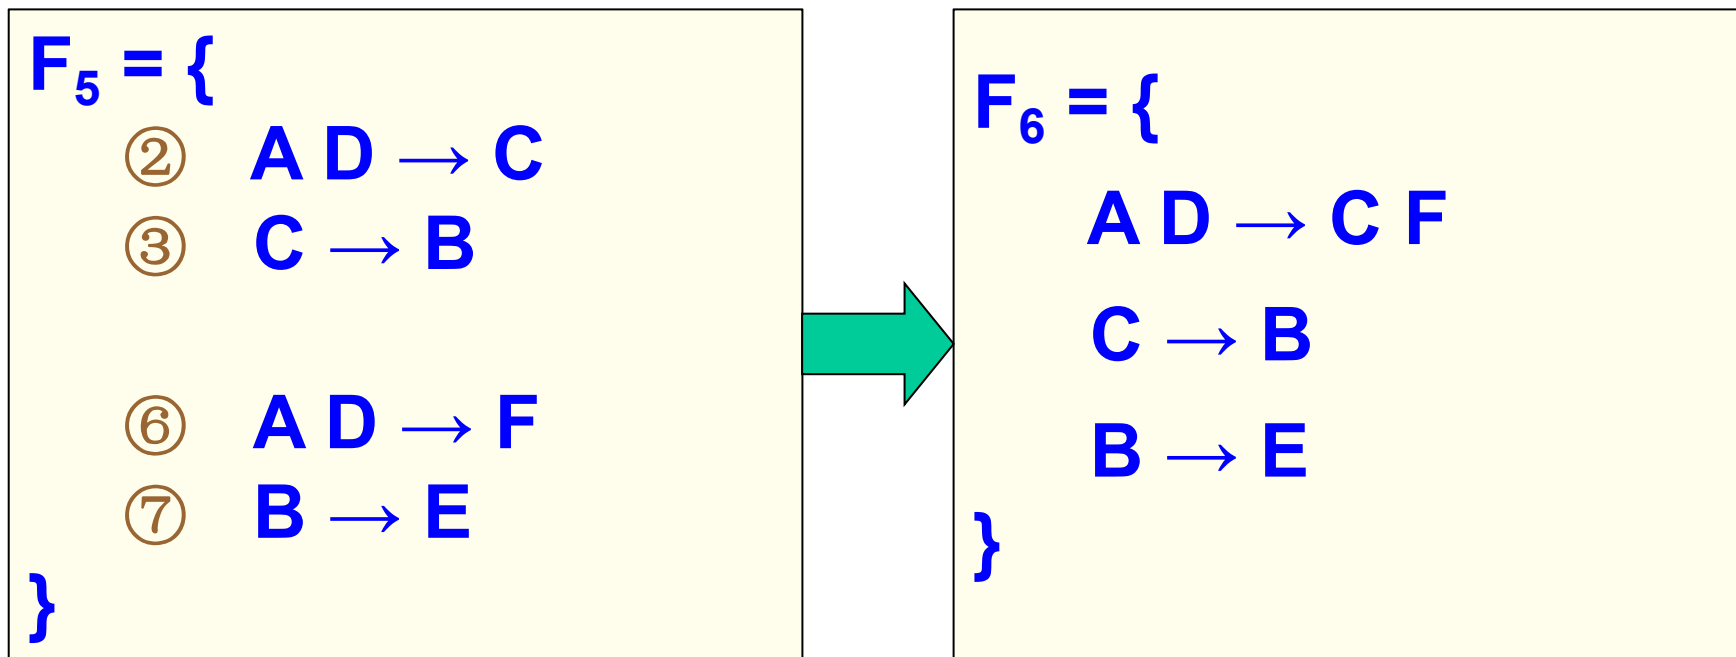 F₅ = {
② A D → C
③ C → B
⑥ A D → F
⑦ B → E
}
F₆ = {
A D → C F
C → B
B → E
}